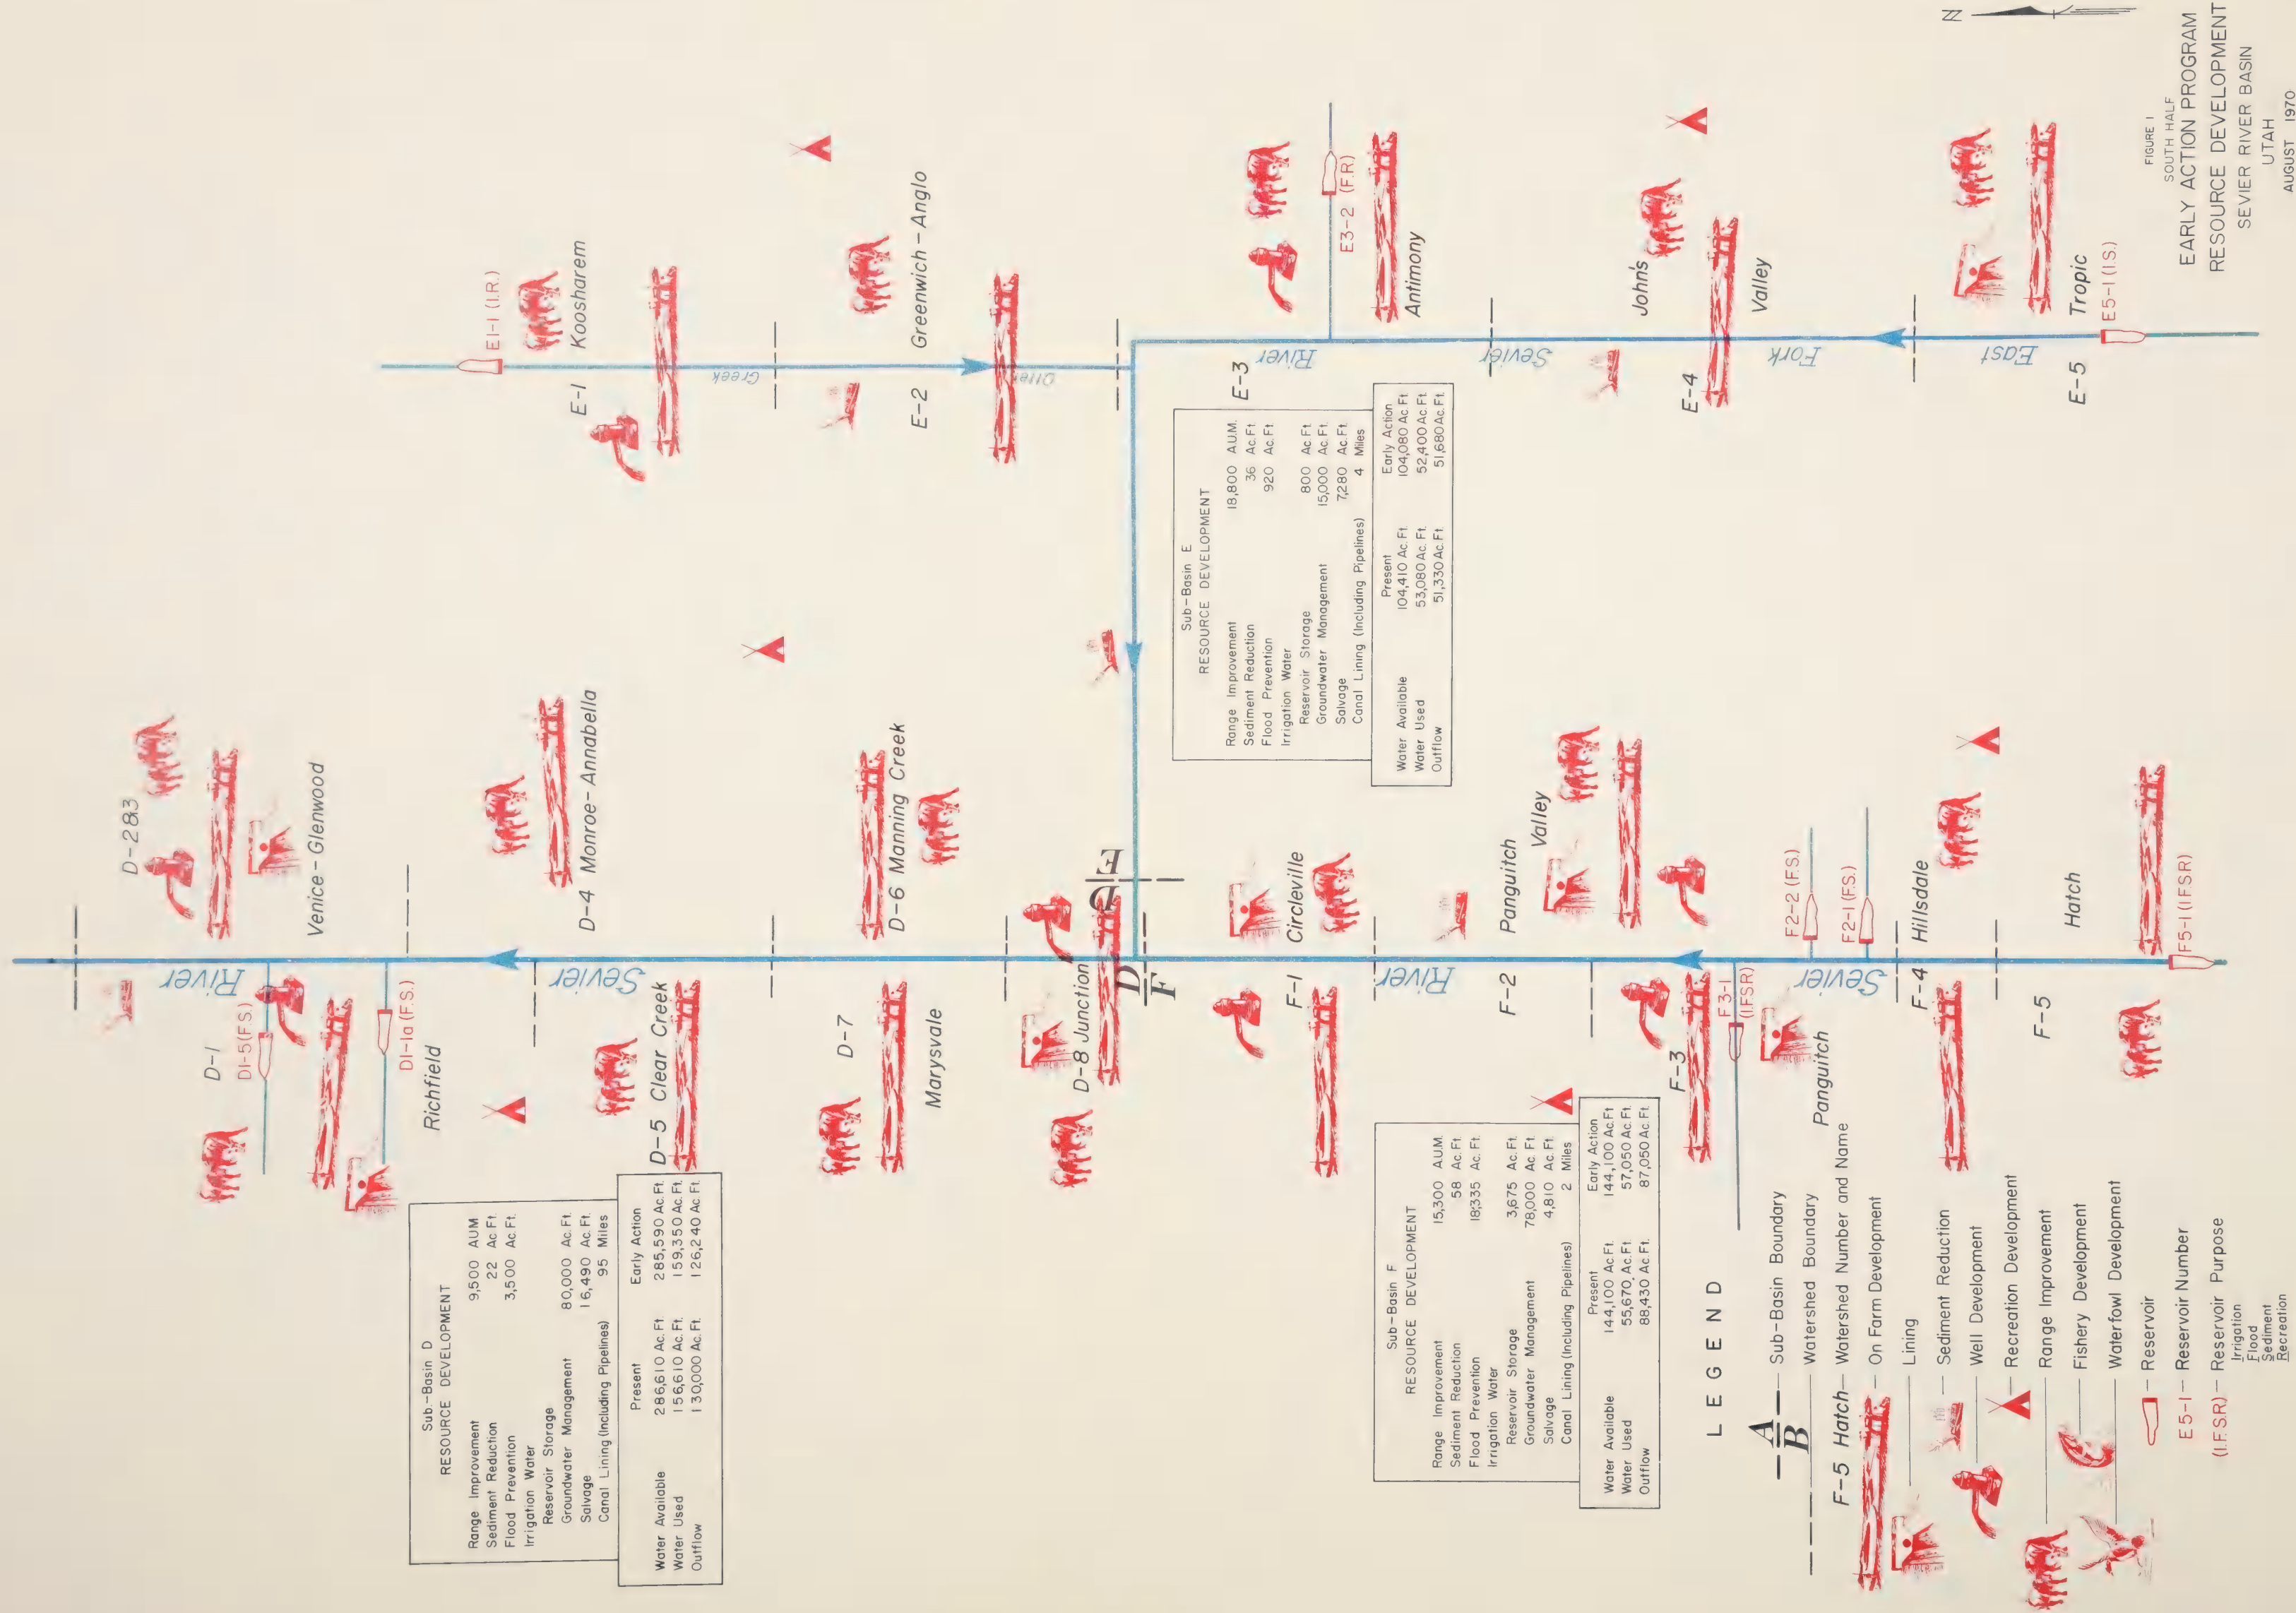 D-2&3
Venice-Glenwood
River
D-1
D1-5(F.S.)
D1-1a (F.S.)
Richfield
D-4 Monroe-Annabella
Sevier
D-5 Clear Creek
D-7
Marysvale
D-6 Manning Creek
D-8 Junction
D
E
D
F
E1-1 (I.R.)
E-1 Koosharem
Creek
E-2 Greenwich-Anglo
Otter
E-3
River
E3-2 (F.R)
Antimony
Sevier
John's
E-4
Valley
Fork
East
E-5 Tropic
E5-1 (I.S.)
F-1 Circleville
River
F-2 Panguitch
Valley
F-3
F3-1
(IFSR)
Panguitch
F2-2 (F.S.)
F2-1 (F.S.)
Sevier
F-4 Hillsdale
F-5 Hatch
F5-1 (I.F.S.R)
Sub-Basin D
RESOURCE DEVELOPMENT
Range Improvement 9,500 AUM
Sediment Reduction 22 Ac.Ft
Flood Prevention 3,500 Ac.Ft.
Irrigation Water
Reservoir Storage
Groundwater Management 80,000 Ac.Ft.
Salvage 16,490 Ac.Ft.
Canal Lining (Including Pipelines) 95 Miles
Present Early Action
Water Available 286,610 Ac.Ft 285,590 Ac.Ft.
Water Used 156,610 Ac.Ft. 159,350 Ac.Ft.
Outflow 130,000 Ac.Ft. 126,240 Ac.Ft
Sub-Basin E
RESOURCE DEVELOPMENT
Range Improvement 18,800 A.U.M.
Sediment Reduction 36 Ac.Ft.
Flood Prevention 920 Ac.Ft
Irrigation Water
Reservoir Storage 800 Ac.Ft.
Groundwater Management 15,000 Ac.Ft.
Salvage 7,280 Ac.Ft.
Canal Lining (Including Pipelines) 4 Miles
Present Early Action
Water Available 104,410 Ac.Ft. 104,080 Ac.Ft
Water Used 53,080 Ac.Ft. 52,400 Ac.Ft.
Outflow 51,330 Ac.Ft. 51,680 Ac.Ft.
Sub-Basin F
RESOURCE DEVELOPMENT
Range Improvement 15,300 A.U.M.
Sediment Reduction 58 Ac.Ft
Flood Prevention 18,335 Ac.Ft.
Irrigation Water
Reservoir Storage 3,675 Ac.Ft.
Groundwater Management 78,000 Ac.Ft.
Salvage 4,810 Ac.Ft.
Canal Lining (Including Pipelines) 2 Miles
Present Early Action
Water Available 144,100 Ac.Ft. 144,100 Ac.Ft
Water Used 55,670 Ac.Ft 57,050 Ac.Ft.
Outflow 88,430 Ac.Ft. 87,050 Ac.Ft.
LEGEND
A
B
Sub-Basin Boundary
Watershed Boundary
F-5 Hatch — Watershed Number and Name
On Farm Development
Lining
Sediment Reduction
Well Development
Recreation Development
Range Improvement
Fishery Development
Waterfowl Development
Reservoir
E5-1 — Reservoir Number
(I.F.S.R.) — Reservoir Purpose
Irrigation
Flood
Sediment
Recreation
N
FIGURE 1
SOUTH HALF
EARLY ACTION PROGRAM
RESOURCE DEVELOPMENT
SEVIER RIVER BASIN
UTAH
AUGUST 1970